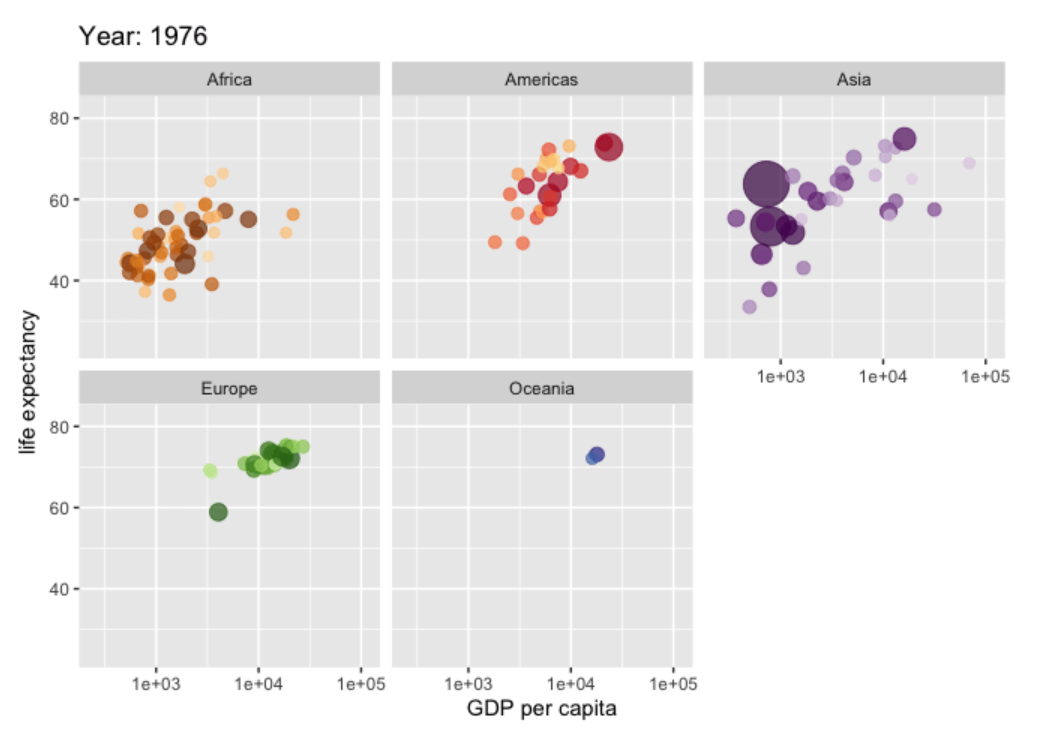 Year: 1976
Africa Americas Asia
80
60
40
1e+03 1e+04 1e+05
life expectancy
Europe Oceania
80
60
40
1e+03 1e+04 1e+05 1e+03 1e+04 1e+05
GDP per capita